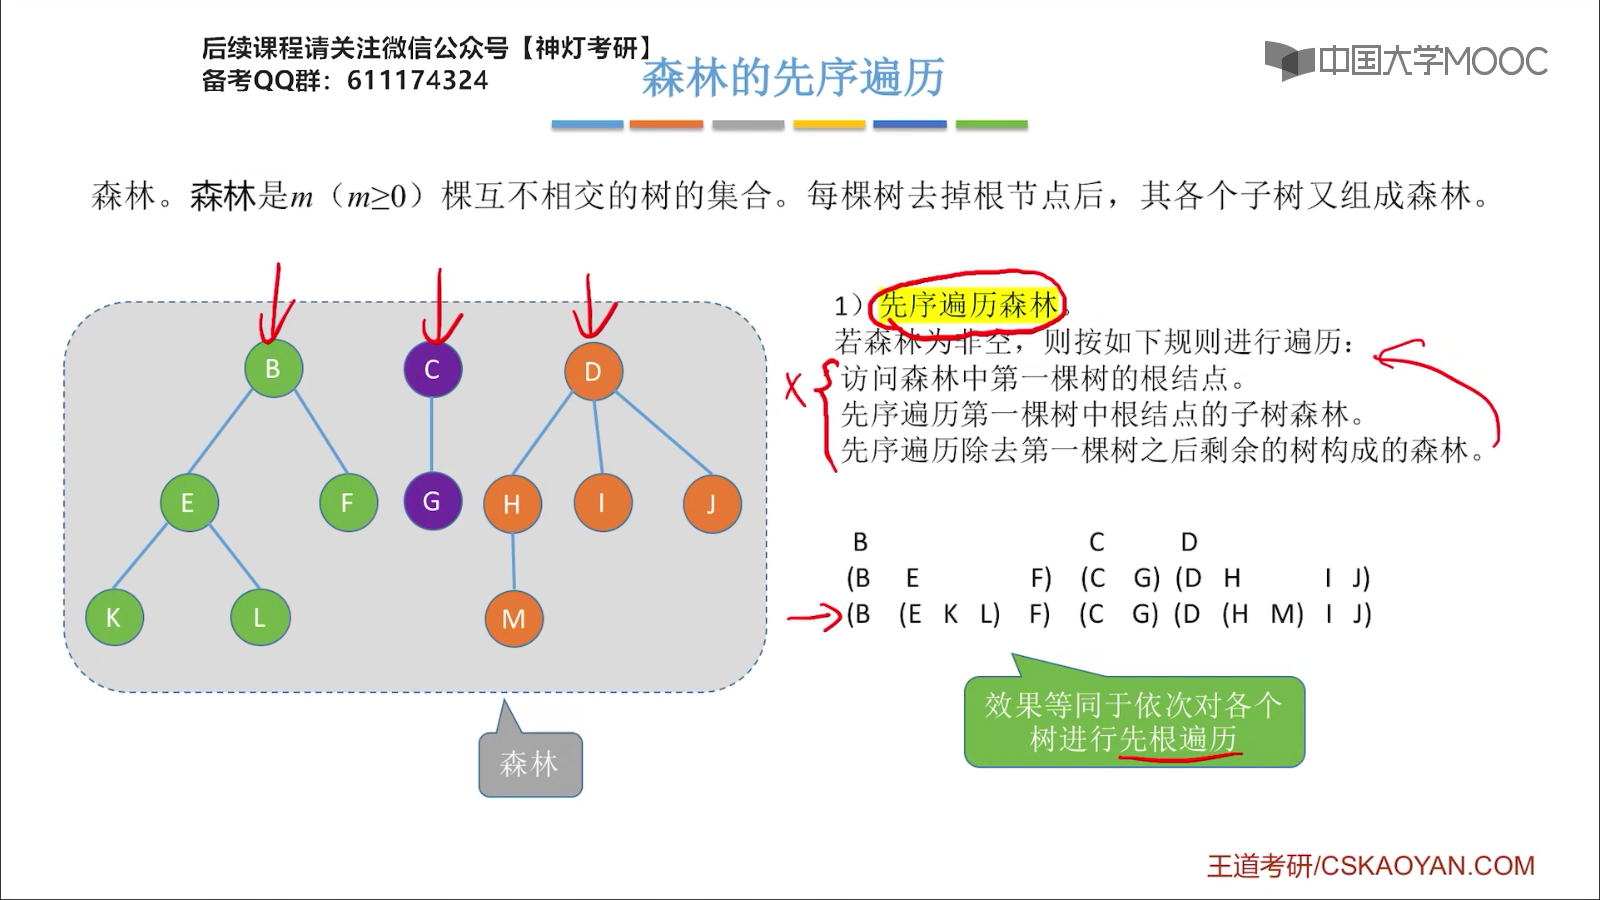 后续课程请关注微信公众号【神灯考研】
备考QQ群：611174324
中国大学MOOC
森林的先序遍历
森林。森林是m（m≥0）棵互不相交的树的集合。每棵树去掉根节点后，其各个子树又组成森林。
B C D
E F G H I J
K L M
森林
1）先序遍历森林。
若森林为非空，则按如下规则进行遍历：
访问森林中第一棵树的根结点。
先序遍历第一棵树中根结点的子树森林。
先序遍历除去第一棵树之后剩余的树构成的森林。
X
B C D
(B E F) (C G) (D H I J)
(B (E K L) F) (C G) (D (H M) I J)
效果等同于依次对各个
树进行先根遍历
王道考研/CSKAOYAN.COM